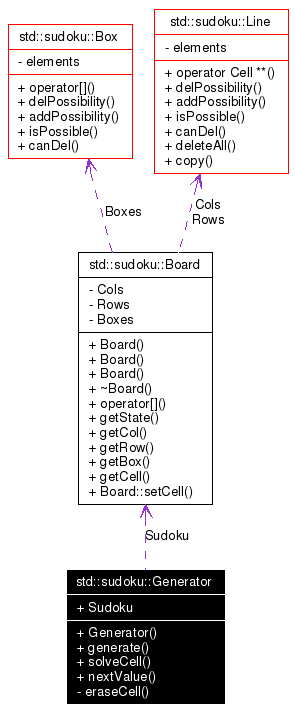 std::sudoku::Box
- elements
+ operator[]()
+ delPossibility()
+ addPossibility()
+ isPossible()
+ canDel()
std::sudoku::Line
- elements
+ operator Cell **()
+ delPossibility()
+ addPossibility()
+ isPossible()
+ canDel()
+ deleteAll()
+ copy()
Boxes
Cols
Rows
std::sudoku::Board
- Cols
- Rows
- Boxes
+ Board()
+ Board()
+ Board()
+ ~Board()
+ operator[]()
+ getState()
+ getCol()
+ getRow()
+ getBox()
+ getCell()
+ Board::setCell()
Sudoku
std::sudoku::Generator
+ Sudoku
+ Generator()
+ generate()
+ solveCell()
+ nextValue()
- eraseCell()